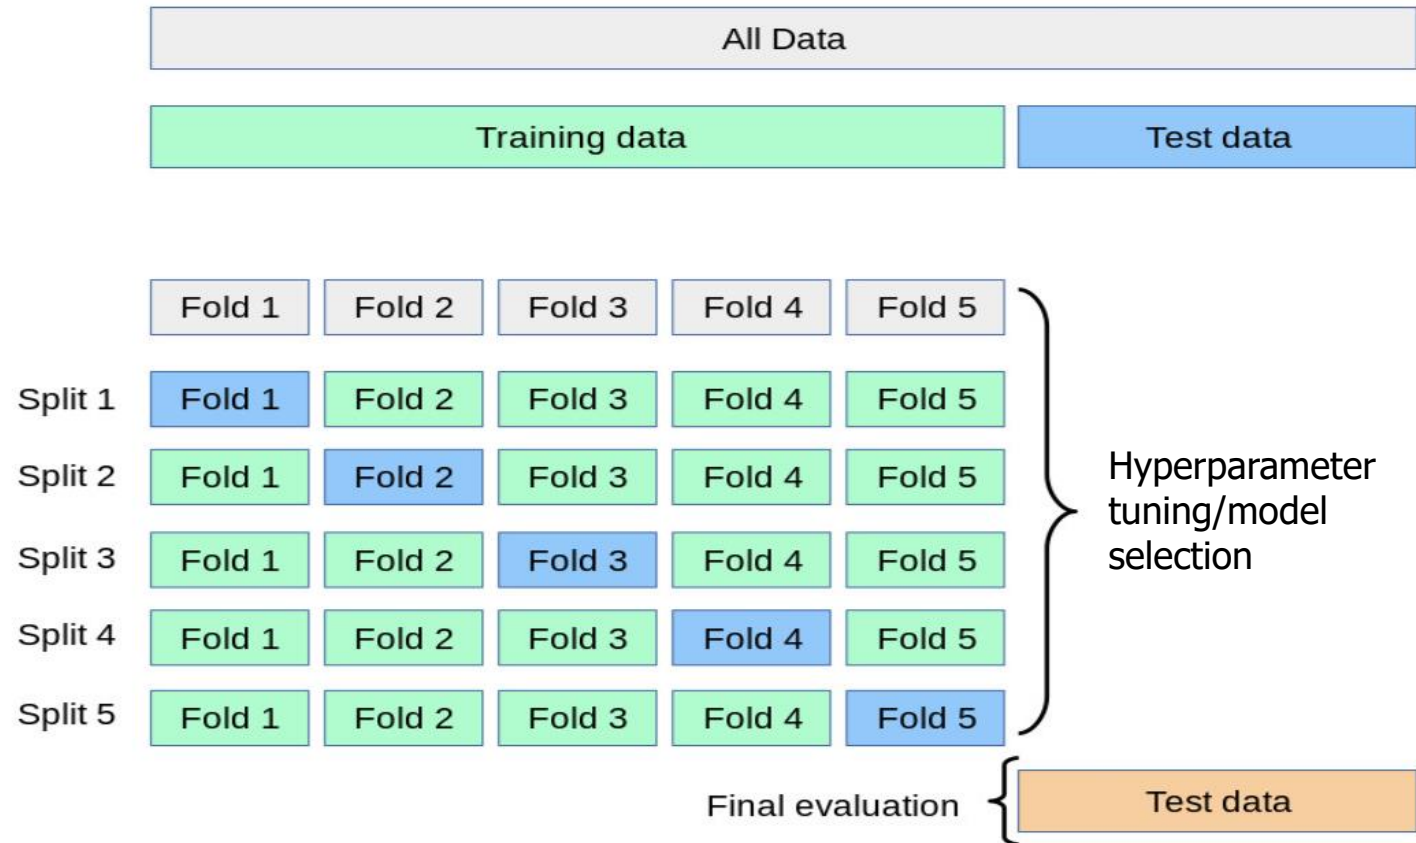 All Data
Training data Test data
Fold 1 Fold 2 Fold 3 Fold 4 Fold 5
Split 1 Fold 1 Fold 2 Fold 3 Fold 4 Fold 5
Split 2 Fold 1 Fold 2 Fold 3 Fold 4 Fold 5
Split 3 Fold 1 Fold 2 Fold 3 Fold 4 Fold 5
Split 4 Fold 1 Fold 2 Fold 3 Fold 4 Fold 5
Split 5 Fold 1 Fold 2 Fold 3 Fold 4 Fold 5
Hyperparameter
tuning/model
selection
Final evaluation Test data